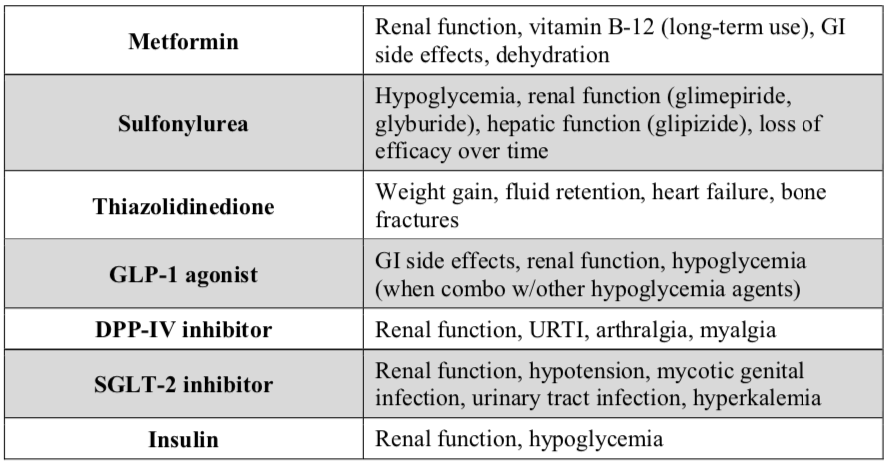 Metformin
Renal function, vitamin B-12 (long-term use), GI
side effects, dehydration
Sulfonylurea
Hypoglycemia, renal function (glimepiride,
glyburide), hepatic function (glipizide), loss of
efficacy over time
Thiazolidinedione
Weight gain, fluid retention, heart failure, bone
fractures
GLP-1 agonist
GI side effects, renal function, hypoglycemia
(when combo w/other hypoglycemia agents)
DPP-IV inhibitor
Renal function, URTI, arthralgia, myalgia
SGLT-2 inhibitor
Renal function, hypotension, mycotic genital
infection, urinary tract infection, hyperkalemia
Insulin
Renal function, hypoglycemia